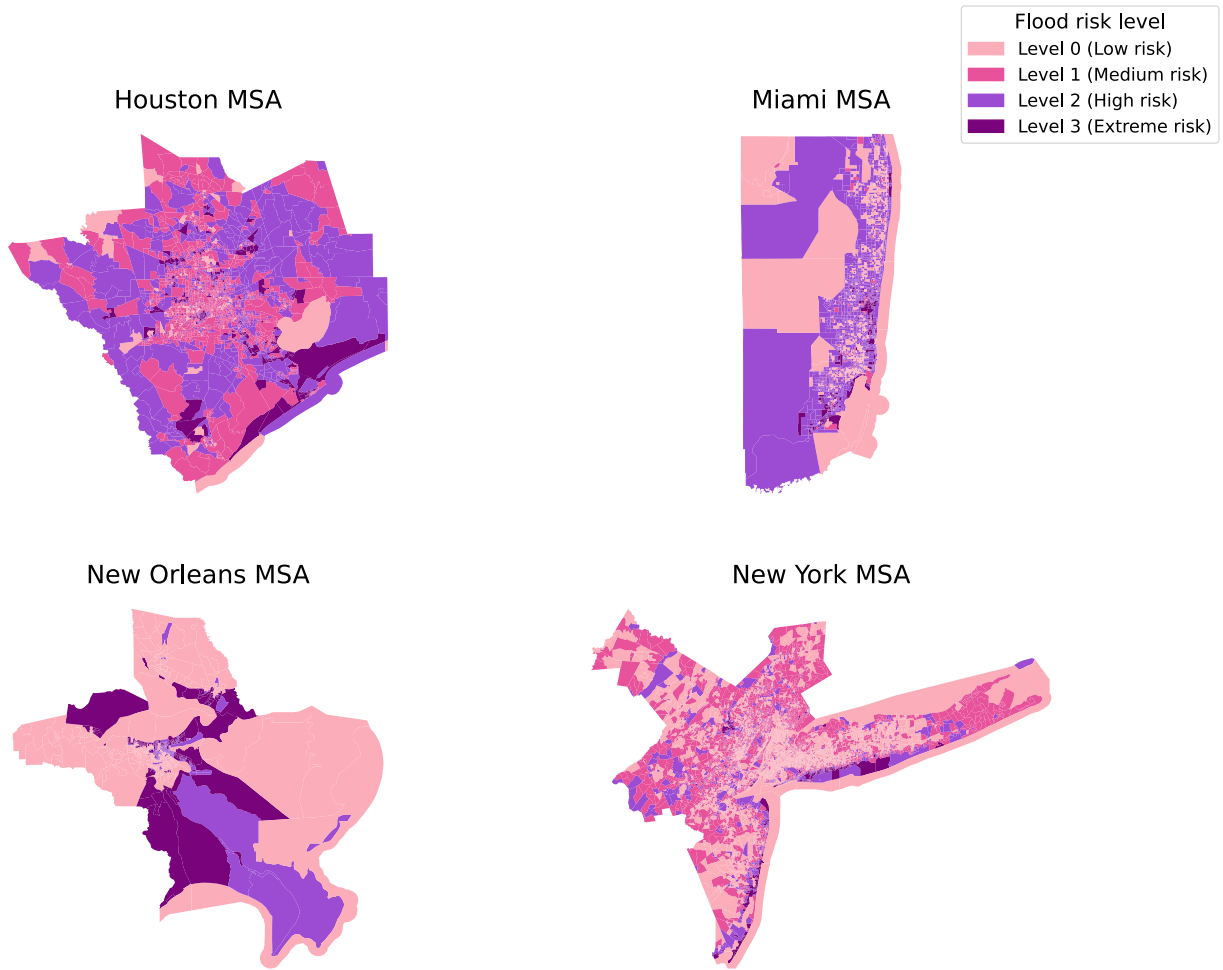 Flood risk level
Level 0 (Low risk)
Level 1 (Medium risk)
Level 2 (High risk)
Level 3 (Extreme risk)
Houston MSA
Miami MSA
New Orleans MSA
New York MSA